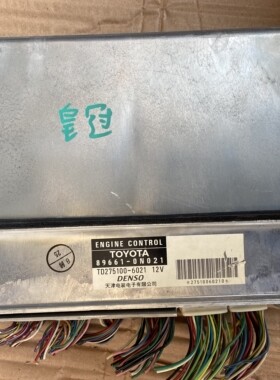 皇冠
ENGINE CONTROL
TOYOTA
89661-0N021
TD275100-6021 12V
DENSO
天津电装电子有限公司